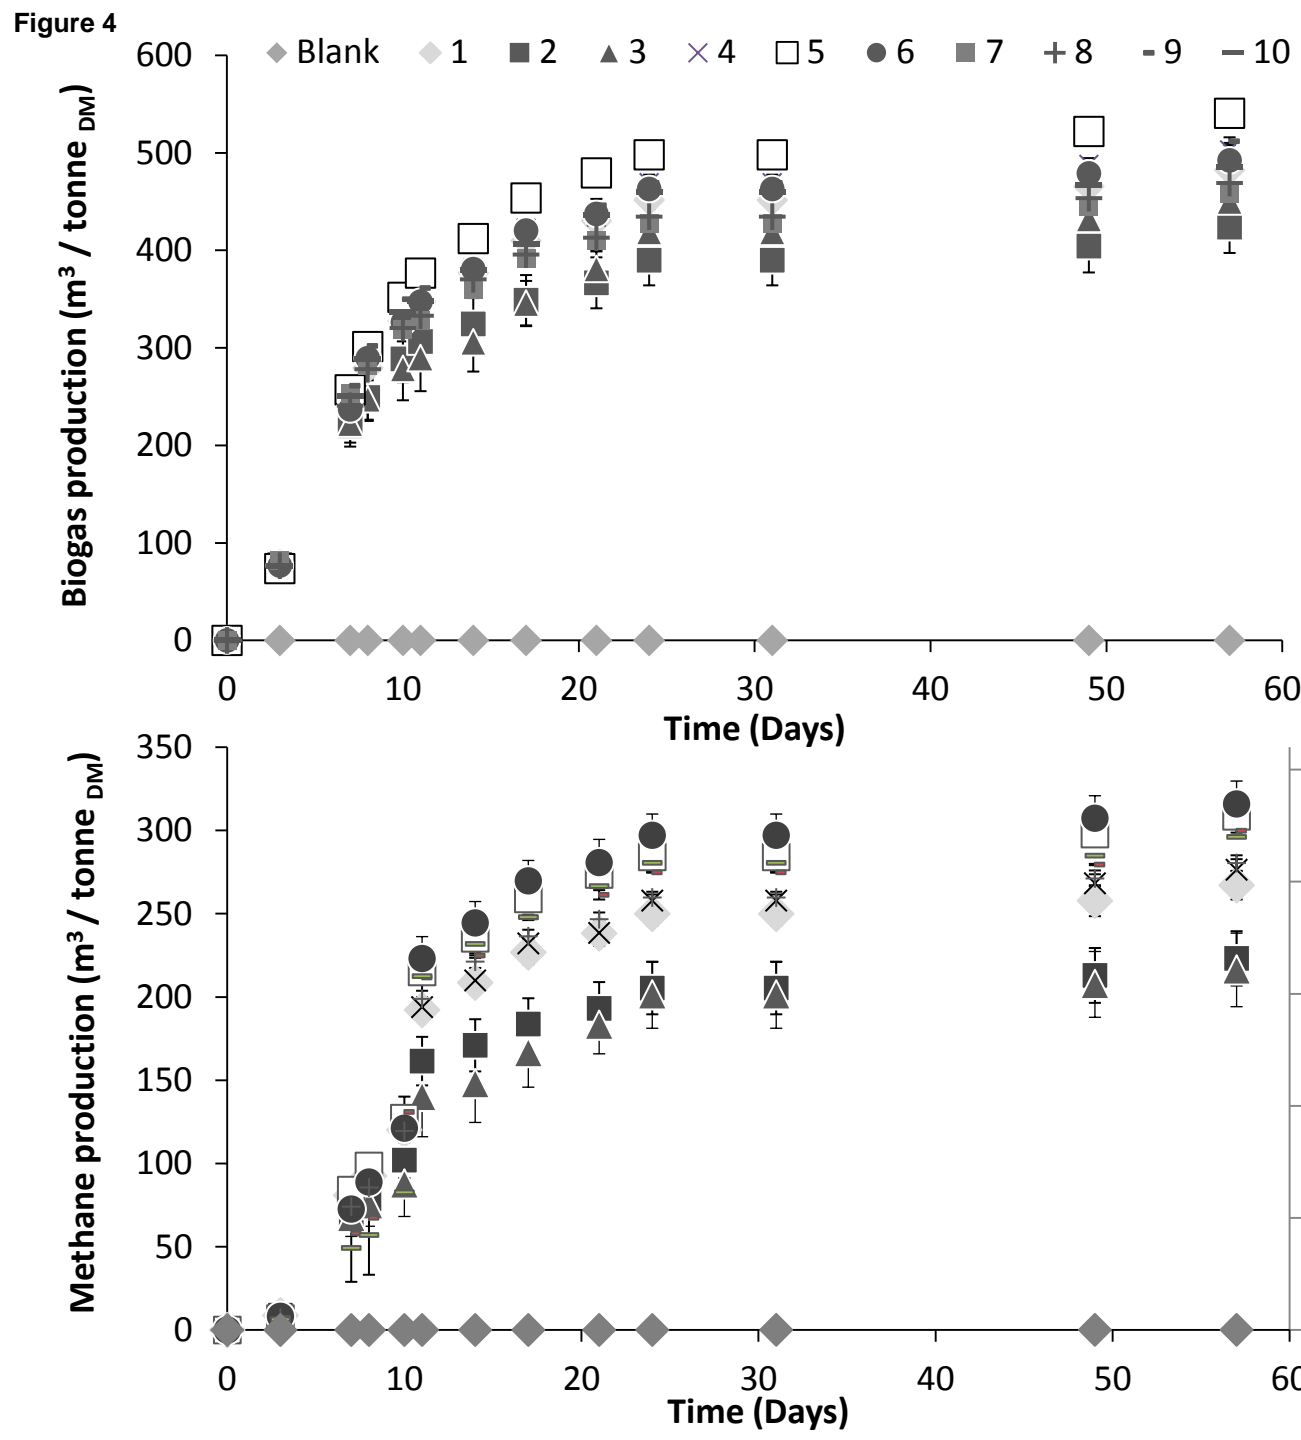 Figure 4
Blank 1 2 3 4 5 6 7 8 9 10
Biogas production (m³ / tonne DM)
600
500
400
300
200
100
0
0 10 20 30 40 50 60
Time (Days)
Methane production (m³ / tonne DM)
350
300
250
200
150
100
50
0
0 10 20 30 40 50 60
Time (Days)